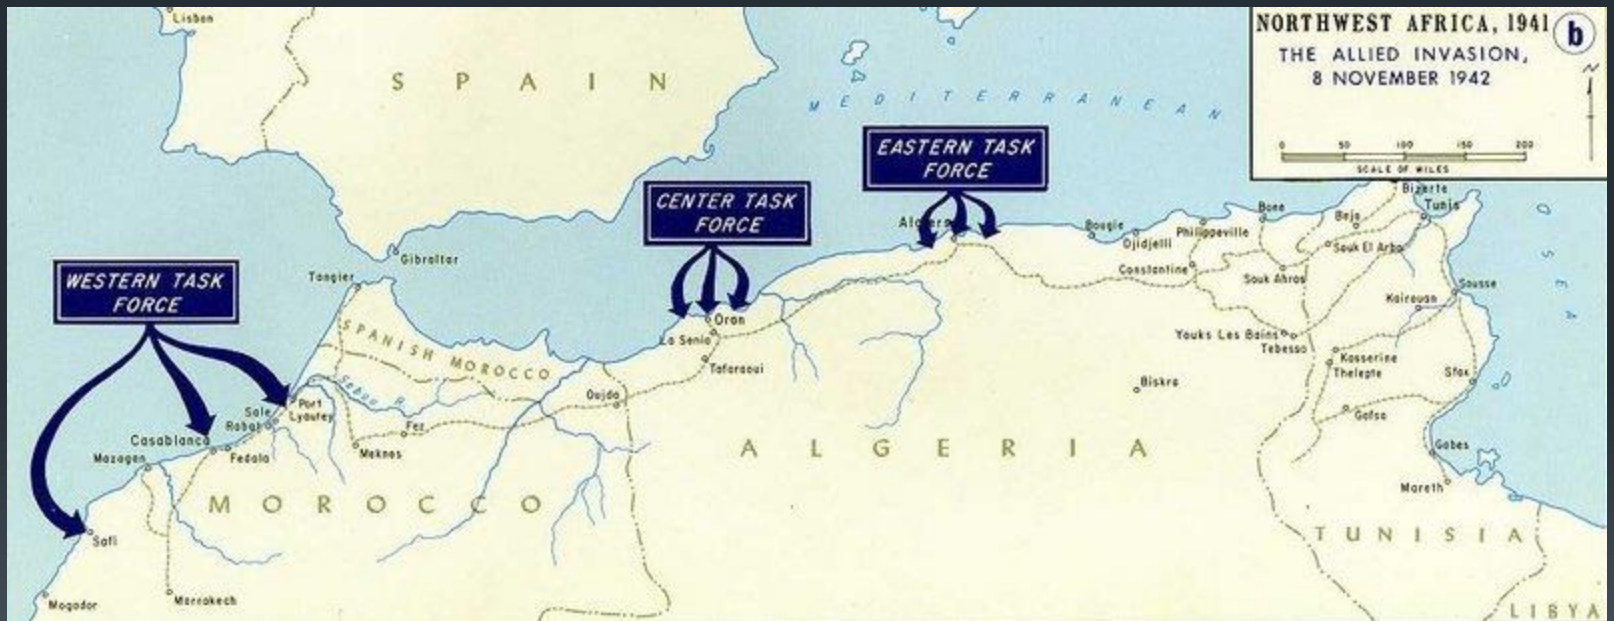 Lisbon
SPAIN
MEDITERRANEAN
SEA
NORTHWEST AFRICA, 1941
b
THE ALLIED INVASION,
8 NOVEMBER 1942
N
0 50 100 150 200
SCALE OF MILES
EASTERN TASK
FORCE
CENTER TASK
FORCE
WESTERN TASK
FORCE
Gibraltar
Tangier
SPANISH MOROCCO
Sebou R.
Port
Lyautey
Sale
Rabat
Casablanca
Fedala
Mazagan
Safi
Mogador
Marrakech
Meknes
Fez
Oujda
MOROCCO
Oran
La Senia
Tafaraoui
Algiers
Bougie
Djidjelli
Philippeville
Constantine
Bone
Souk Ahras
Beja
Souk El Arba
Bizerte
Tunis
Sousse
Kairouan
Youks Les Bains
Tebessa
Kasserine
Thelepte
Sfax
Gafsa
Biskra
Gabes
Mareth
ALGERIA
TUNISIA
LIBYA